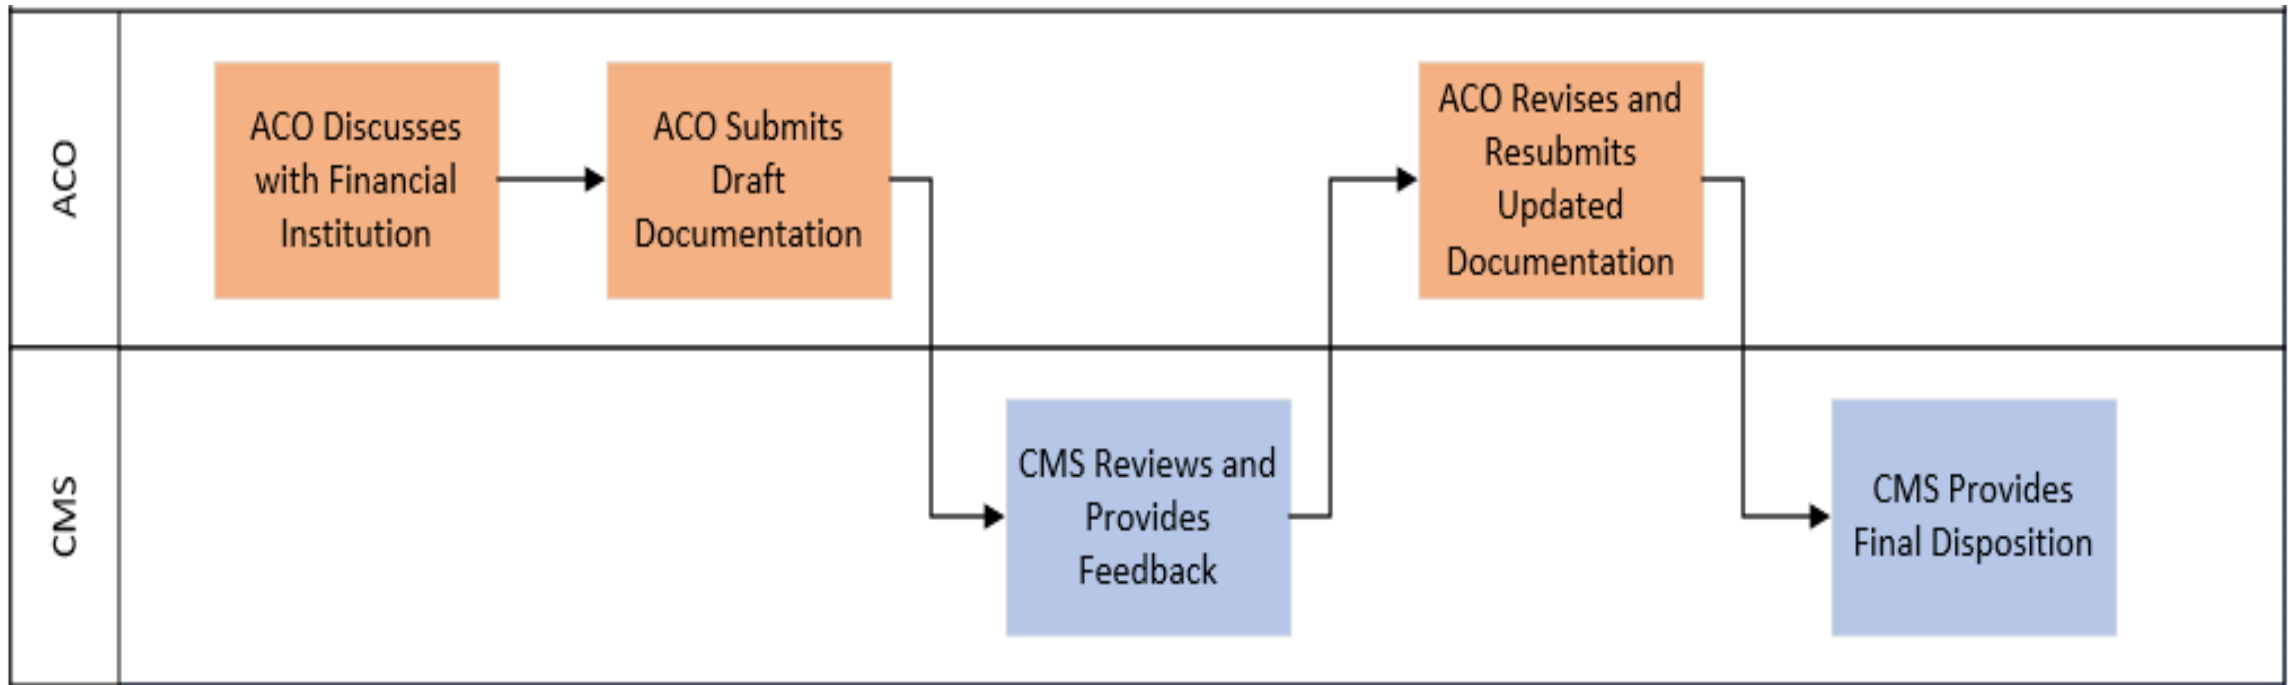 ACO
ACO Discusses
with Financial
Institution
ACO Submits
Draft
Documentation
ACO Revises and
Resubmits
Updated
Documentation
CMS
CMS Reviews and
Provides
Feedback
CMS Provides
Final Disposition